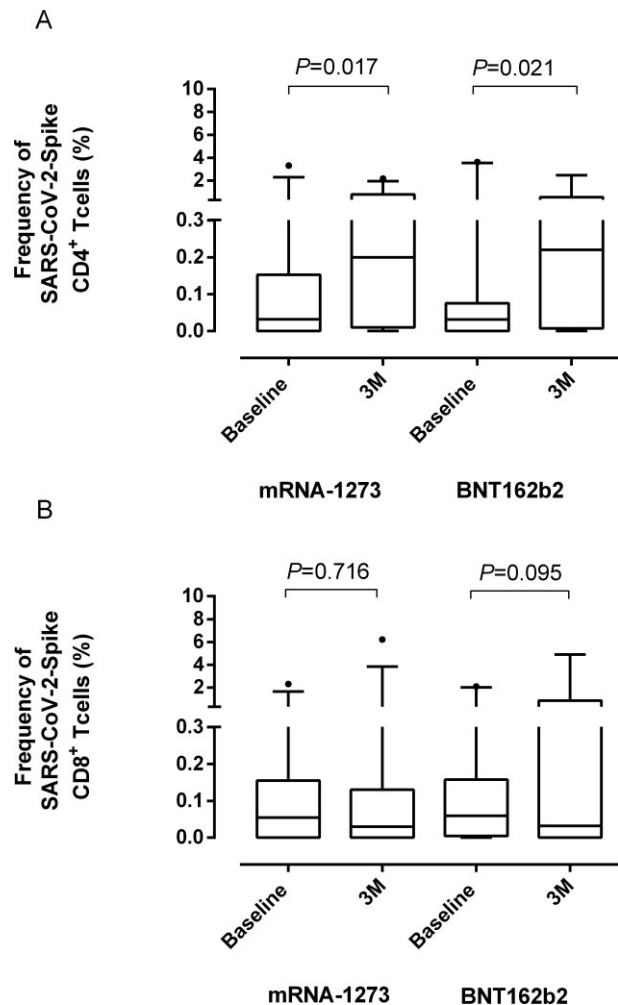 A
P=0.017 P=0.021
Frequency of
SARS-CoV-2-Spike
CD4+ Tcells (%)
10
8
6
4
2
0.3
0.2
0.1
0.0
Baseline 3M Baseline 3M
mRNA-1273 BNT162b2
B
P=0.716 P=0.095
Frequency of
SARS-CoV-2-Spike
CD8+ Tcells (%)
10
8
6
4
2
0.3
0.2
0.1
0.0
Baseline 3M Baseline 3M
mRNA-1273 BNT162b2